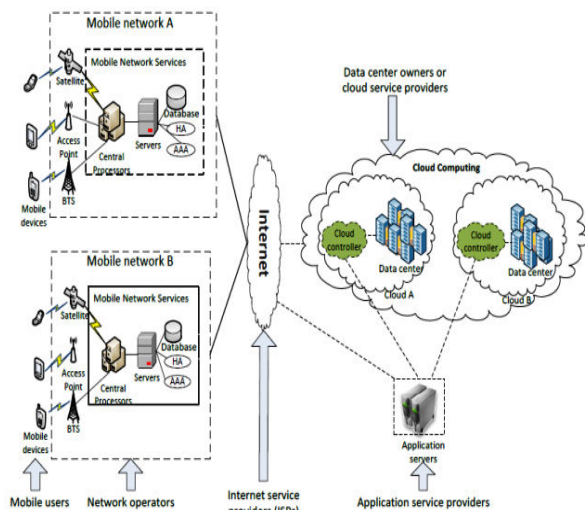 Mobile network A
Mobile Network Services
Satellite
Database
HA
AAA
Access
Point
Servers
Central
Processors
Mobile
devices
BTS
Mobile network B
Mobile Network Services
Satellite
Database
HA
AAA
Access
Point
Servers
Central
Processors
Mobile
devices
BTS
Mobile users
Network operators
Internet
Internet service
providers (ISPs)
Data center owners or
cloud service providers
Cloud Computing
Cloud
controller
Data center
Cloud A
Cloud
controller
Data center
Cloud B
Application
servers
Application service providers